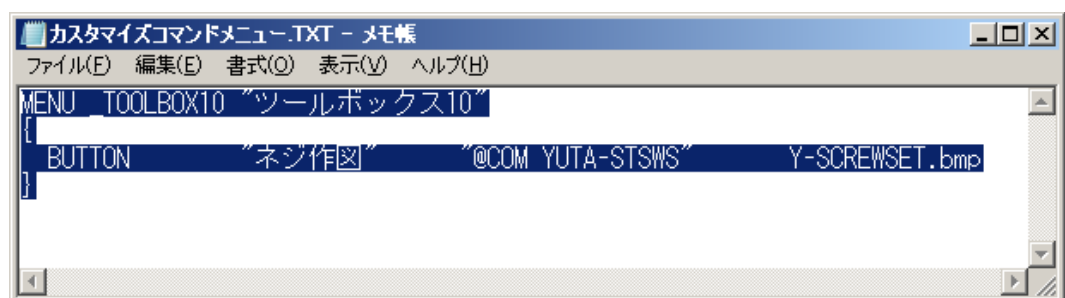 カスタマイズコマンドメニュー.TXT - メモ帳
ファイル(F) 編集(E) 書式(O) 表示(V) ヘルプ(H)
MENU _TOOLBOX10 "ツールボックス10"
{
BUTTON "ネジ作図" "@COM YUTA-STSWS" Y-SCREWSET.bmp
}